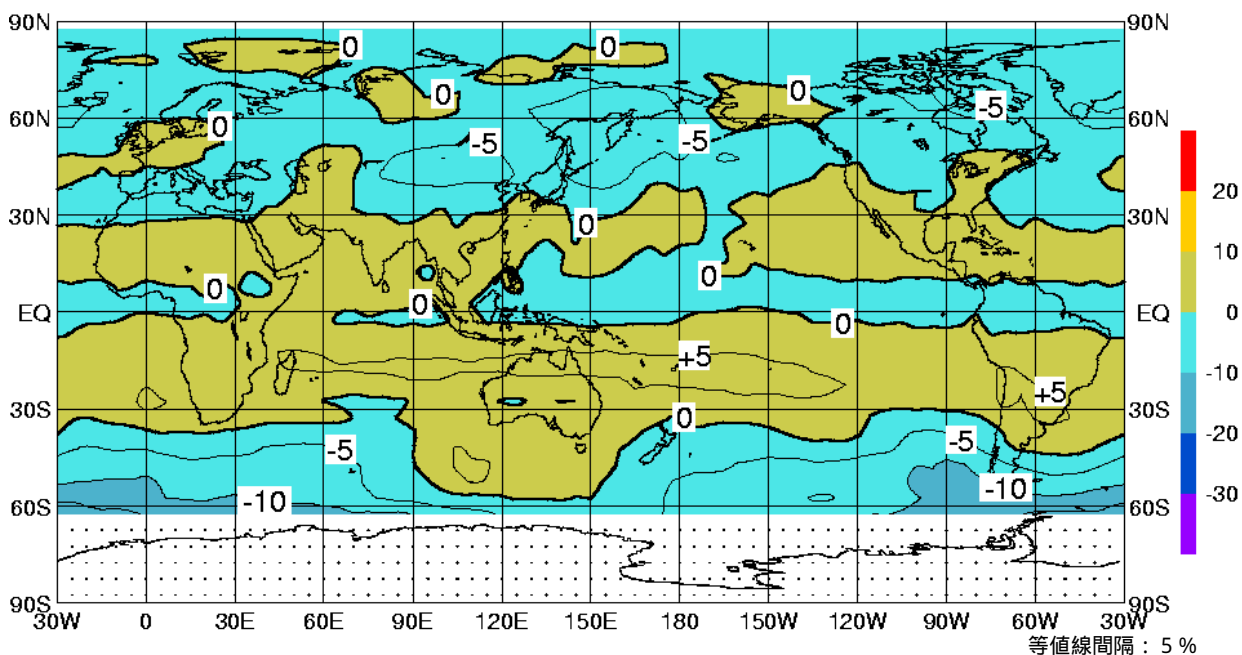 90N 90N
0 0 0 0
-5
60N 60N
0 -5 -5
20
30N 0 30N
10
0 0
EQ 0 0 EQ 0
+5
-10
+5
30S 0 30S
-5 -5 -20
-10 -10
60S 60S -30
90S 90S
30W 0 30E 60E 90E 120E 150E 180 150W 120W 90W 60W 30W
等値線間隔： 5 %